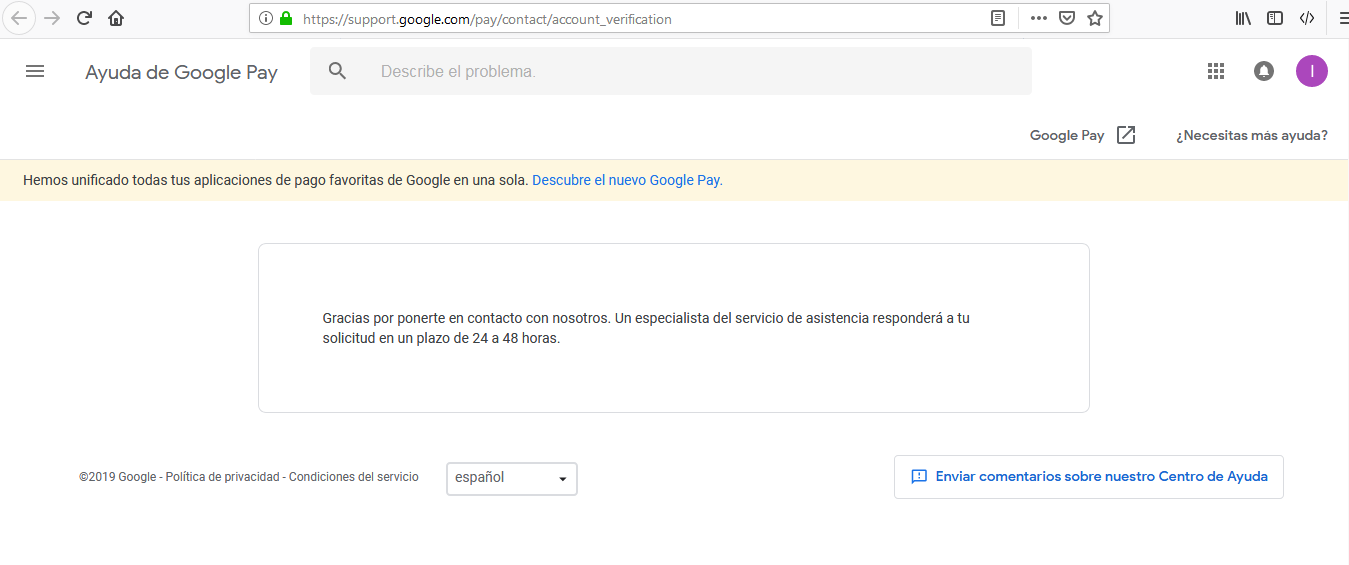 https://support.google.com/pay/contact/account_verification
Ayuda de Google Pay
Describe el problema.
I
Google Pay
¿Necesitas más ayuda?
Hemos unificado todas tus aplicaciones de pago favoritas de Google en una sola. Descubre el nuevo Google Pay.
Gracias por ponerte en contacto con nosotros. Un especialista del servicio de asistencia responderá a tu
solicitud en un plazo de 24 a 48 horas.
©2019 Google - Política de privacidad - Condiciones del servicio
español
Enviar comentarios sobre nuestro Centro de Ayuda